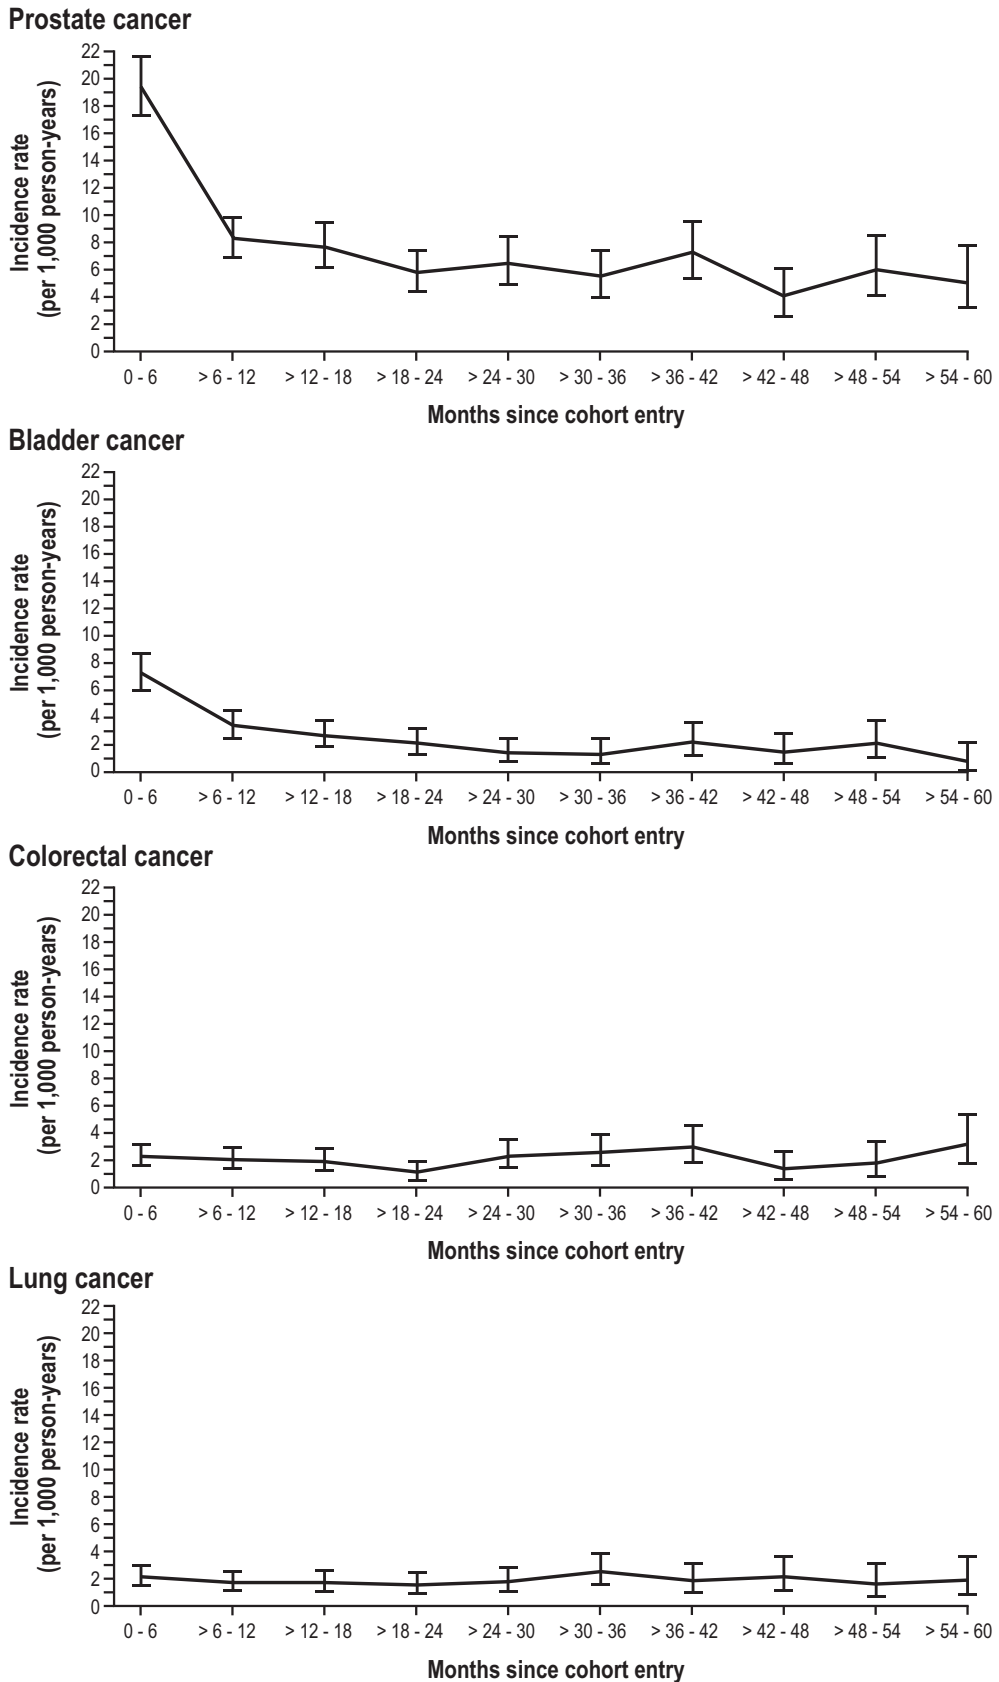 Prostate cancer
Incidence rate
(per 1,000 person-years)
22
20
18
16
14
12
10
8
6
4
2
0
0 - 6 > 6 - 12 > 12 - 18 > 18 - 24 > 24 - 30 > 30 - 36 > 36 - 42 > 42 - 48 > 48 - 54 > 54 - 60
Months since cohort entry
Bladder cancer
Incidence rate
(per 1,000 person-years)
22
20
18
16
14
12
10
8
6
4
2
0
0 - 6 > 6 - 12 > 12 - 18 > 18 - 24 > 24 - 30 > 30 - 36 > 36 - 42 > 42 - 48 > 48 - 54 > 54 - 60
Months since cohort entry
Colorectal cancer
Incidence rate
(per 1,000 person-years)
22
20
18
16
14
12
10
8
6
4
2
0
0 - 6 > 6 - 12 > 12 - 18 > 18 - 24 > 24 - 30 > 30 - 36 > 36 - 42 > 42 - 48 > 48 - 54 > 54 - 60
Months since cohort entry
Lung cancer
Incidence rate
(per 1,000 person-years)
22
20
18
16
14
12
10
8
6
4
2
0
0 - 6 > 6 - 12 > 12 - 18 > 18 - 24 > 24 - 30 > 30 - 36 > 36 - 42 > 42 - 48 > 48 - 54 > 54 - 60
Months since cohort entry